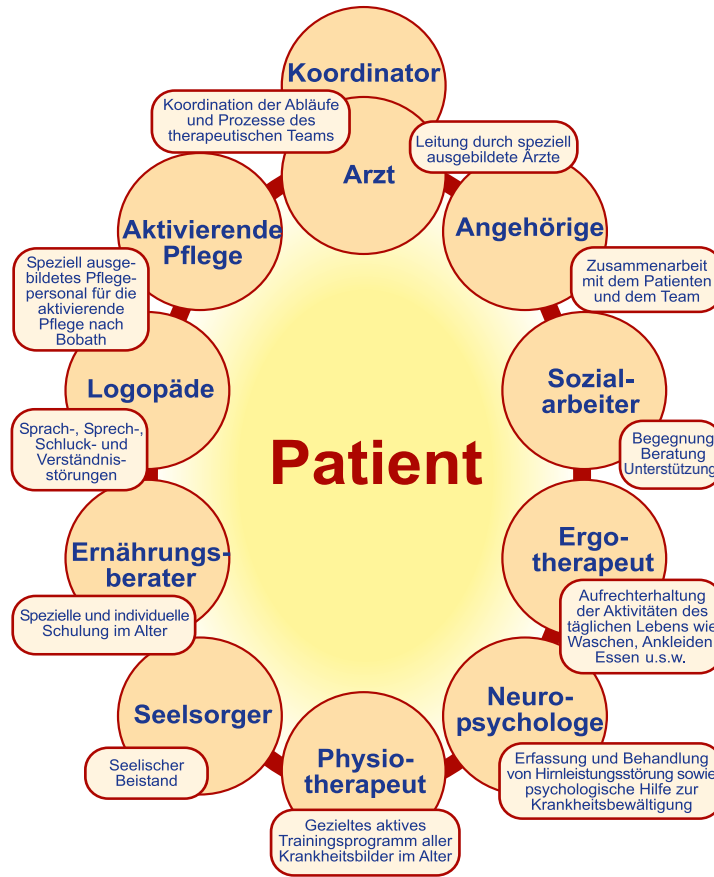 Koordinator
Koordination der Abläufe
und Prozesse des
therapeutischen Teams
Arzt
Leitung durch speziell
ausgebildete Ärzte
Angehörige
Zusammenarbeit
mit dem Patienten
und dem Team
Sozial-
arbeiter
Begegnung
Beratung
Unterstützung
Ergo-
therapeut
Aufrechterhaltung
der Aktivitäten des
täglichen Lebens wie
Waschen, Ankleiden
Essen u.s.w.
Neuro-
psychologe
Erfassung und Behandlung
von Hirnleistungsstörung sowie
psychologische Hilfe zur
Krankheitsbewältigung
Physio-
therapeut
Gezieltes aktives
Trainingsprogramm aller
Krankheitsbilder im Alter
Seelsorger
Seelischer
Beistand
Ernährungs-
berater
Spezielle und individuelle
Schulung im Alter
Logopäde
Sprach-, Sprech-,
Schluck- und
Verständnis-
störungen
Aktivierende
Pflege
Speziell ausge-
bildetes Pflege-
personal für die
aktivierende
Pflege nach
Bobath
Patient